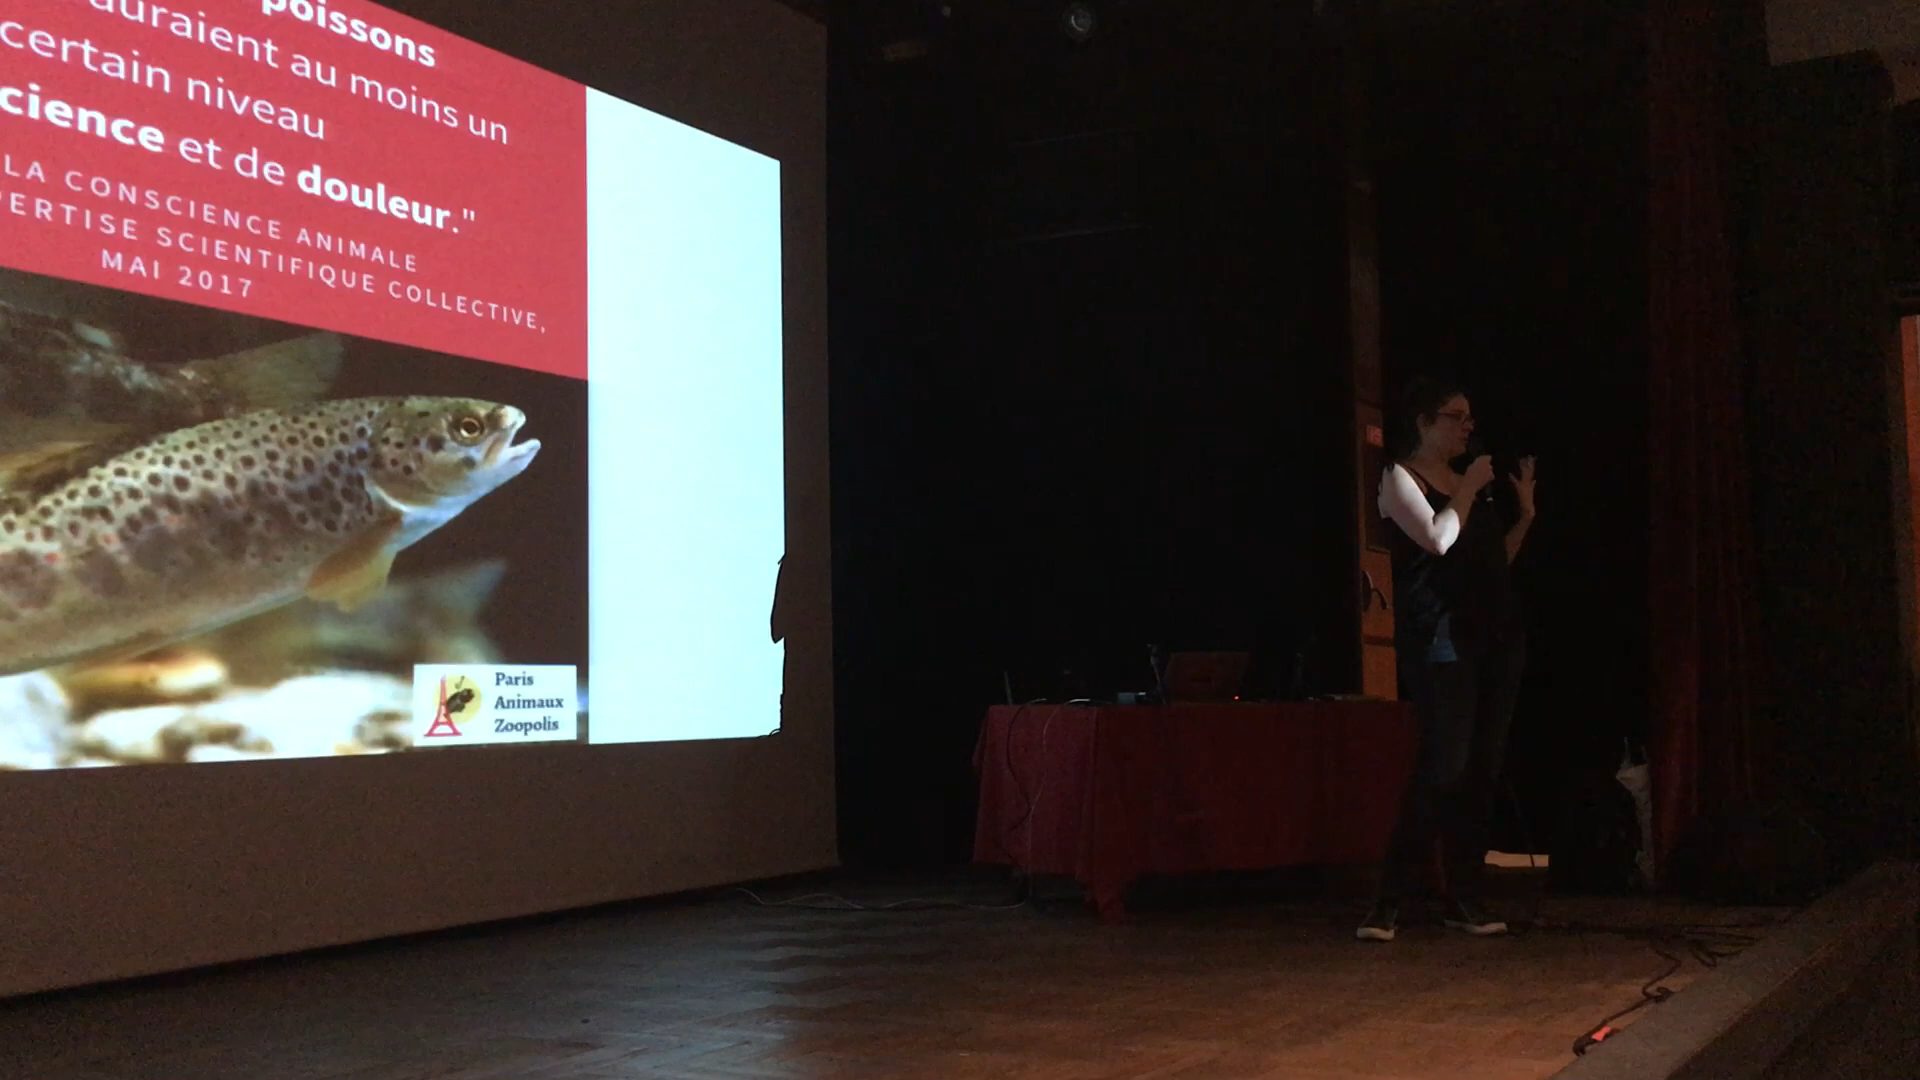 poissons
auraient au moins un
certain niveau
cience et de douleur."
LA CONSCIENCE ANIMALE
PERTISE SCIENTIFIQUE COLLECTIVE,
MAI 2017
Paris
Animaux
Zoopolis